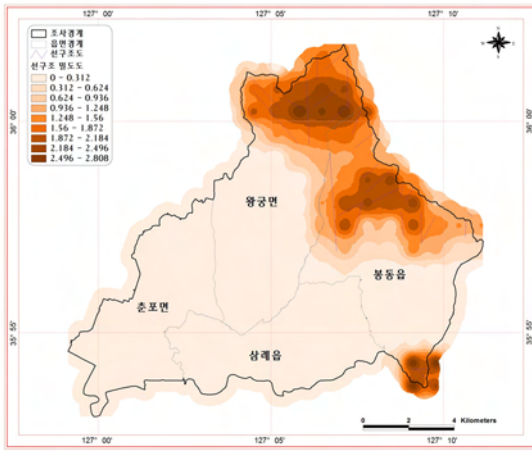 127° 00′ 127° 05′ 127° 10′
조사경계
읍면경계
선구조도
선구조 밀도도
0 - 0.312
0.312 - 0.624
0.624 - 0.936
0.936 - 1.248
1.248 - 1.56
1.56 - 1.872
1.872 - 2.184
2.184 - 2.496
2.496 - 2.808
36° 00′
36° 00′
왕궁면
봉동읍
춘포면
삼례읍
35° 55′
35° 55′
0 2 4 Kilometers
127° 00′ 127° 05′ 127° 10′